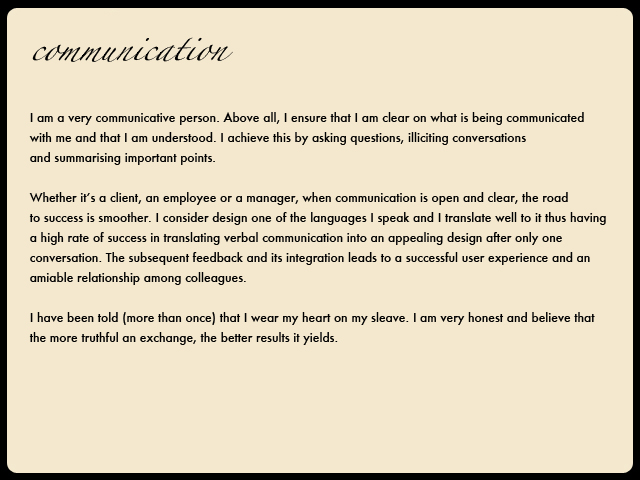 communication
I am a very communicative person. Above all, I ensure that I am clear on what is being communicated
with me and that I am understood. I achieve this by asking questions, illiciting conversations
and summarising important points.
Whether it's a client, an employee or a manager, when communication is open and clear, the road
to success is smoother. I consider design one of the languages I speak and I translate well to it thus having
a high rate of success in translating verbal communication into an appealing design after only one
conversation. The subsequent feedback and its integration leads to a successful user experience and an
amiable relationship among colleagues.
I have been told (more than once) that I wear my heart on my sleave. I am very honest and believe that
the more truthful an exchange, the better results it yields.